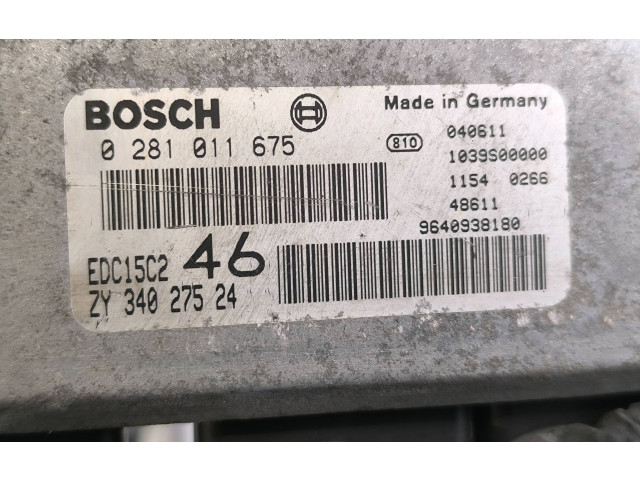 BOSCH
Made in Germany
0 281 011 675
810
040611
1039S00000
1154 0266
48611
9640938180
EDC15C2 46
ZY 340 275 24